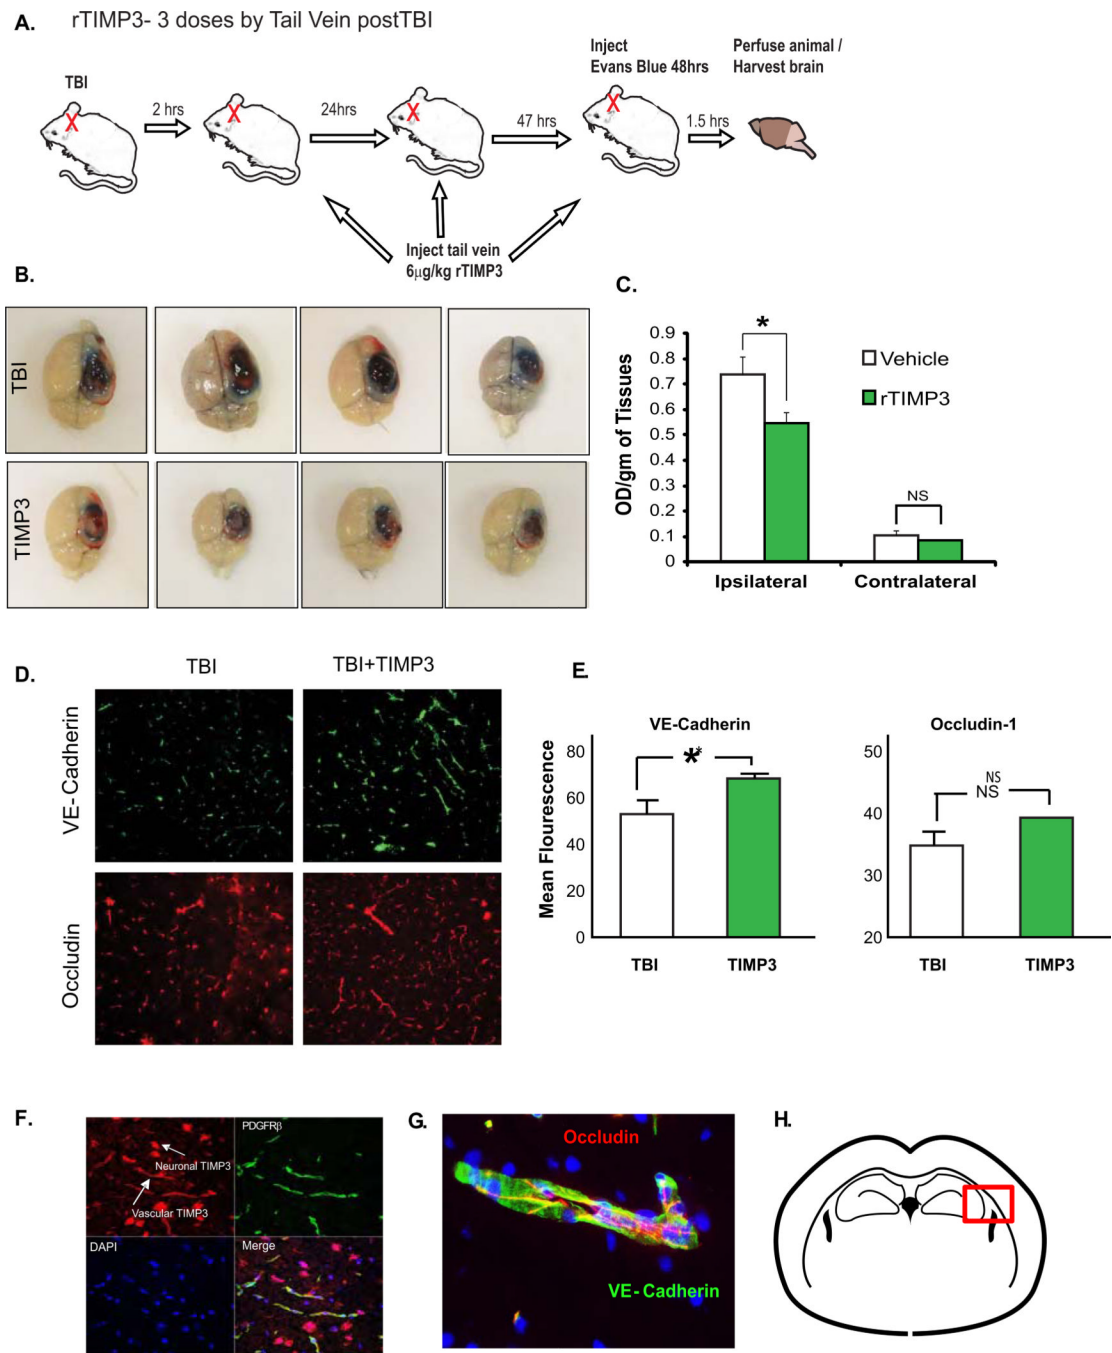 A. rTIMP3- 3 doses by Tail Vein postTBI
TBI
2 hrs
24hrs
47 hrs
Inject
Evans Blue 48hrs
1.5 hrs
Perfuse animal /
Harvest brain
Inject tail vein
6μg/kg rTIMP3
B.
TBI
TIMP3
C.
OD/gm of Tissues
0.9
0.8
0.7
0.6
0.5
0.4
0.3
0.2
0.1
0
*
NS
Vehicle
rTIMP3
Ipsilateral
Contralateral
D.
TBI
TBI+TIMP3
VE- Cadherin
Occludin
E.
VE-Cadherin
Mean Flourescence
80
60
40
20
0
**
TBI
TIMP3
Occludin-1
50
40
30
20
NS
NS
TBI
TIMP3
F.
Neuronal TIMP3
Vascular TIMP3
PDGFRβ
DAPI
Merge
G.
Occludin
VE- Cadherin
H.